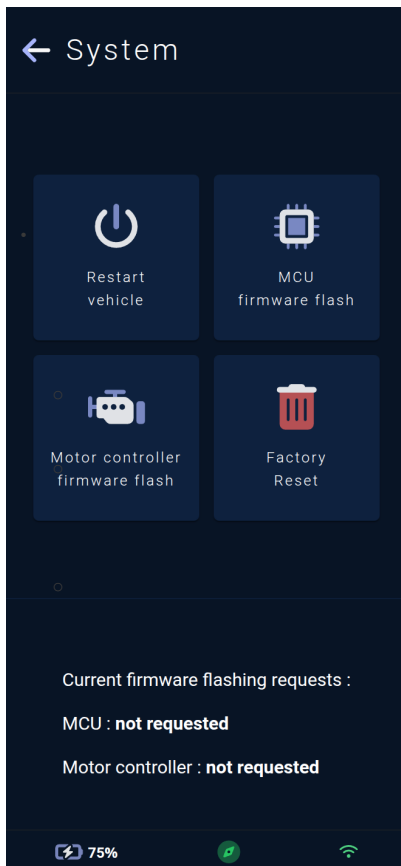 System
Restart
vehicle
MCU
firmware flash
Motor controller
firmware flash
Factory
Reset
Current firmware flashing requests :
MCU : not requested
Motor controller : not requested
75%